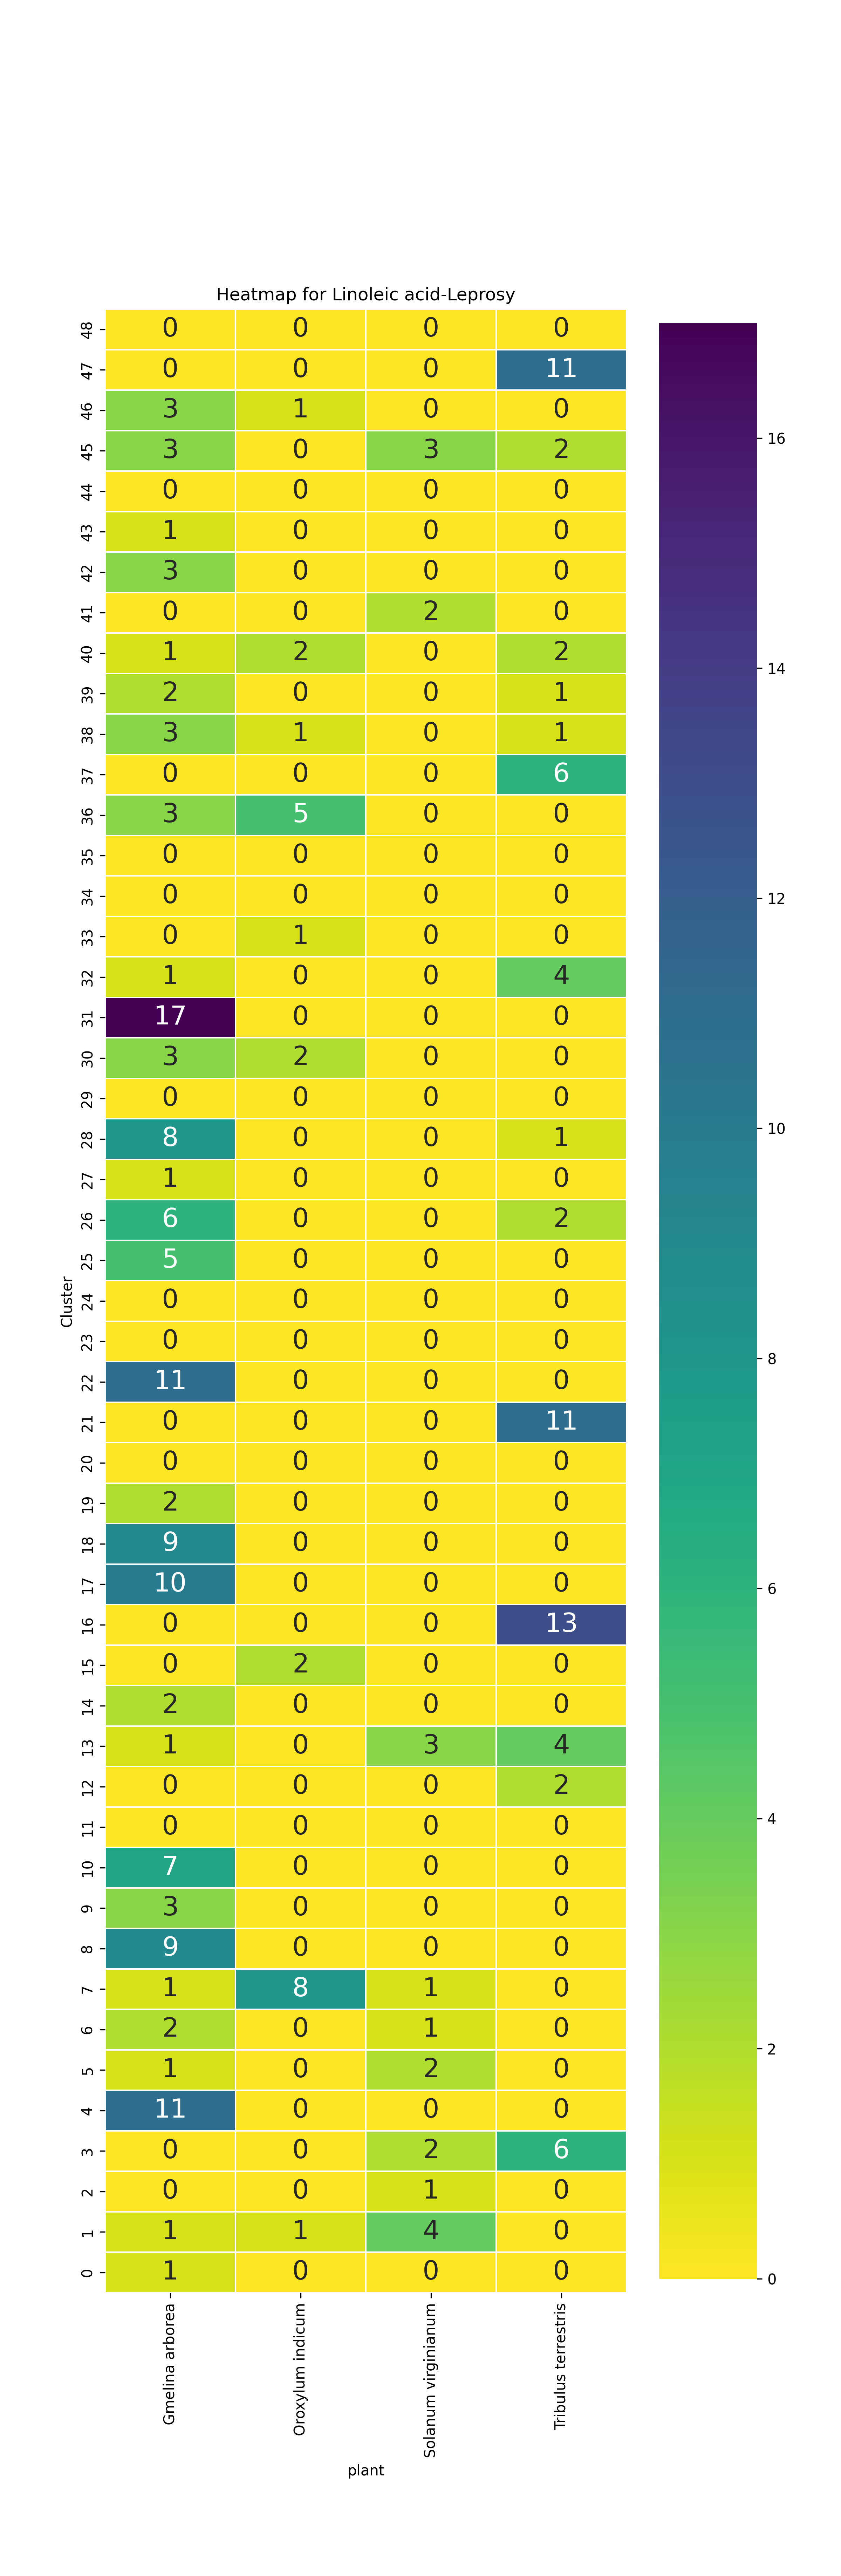 Heatmap for Linoleic acid-Leprosy
48 0 0 0 0
47 0 0 0 11
46 3 1 0 0
45 3 0 3 2
44 0 0 0 0
43 1 0 0 0
42 3 0 0 0
41 0 0 2 0
40 1 2 0 2
39 2 0 0 1
38 3 1 0 1
37 0 0 0 6
36 3 5 0 0
35 0 0 0 0
34 0 0 0 0
33 0 1 0 0
32 1 0 0 4
31 17 0 0 0
30 3 2 0 0
29 0 0 0 0
28 8 0 0 1
27 1 0 0 0
26 6 0 0 2
25 5 0 0 0
24 0 0 0 0
23 0 0 0 0
22 11 0 0 0
21 0 0 0 11
20 0 0 0 0
19 2 0 0 0
18 9 0 0 0
17 10 0 0 0
16 0 0 0 13
15 0 2 0 0
14 2 0 0 0
13 1 0 3 4
12 0 0 0 2
11 0 0 0 0
10 7 0 0 0
9 3 0 0 0
8 9 0 0 0
7 1 8 1 0
6 2 0 1 0
5 1 0 2 0
4 11 0 0 0
3 0 0 2 6
2 0 0 1 0
1 1 1 4 0
0 1 0 0 0
Cluster
Gmelina arborea
Oroxylum indicum
Solanum virginianum
Tribulus terrestris
plant
16
14
12
10
8
6
4
2
0